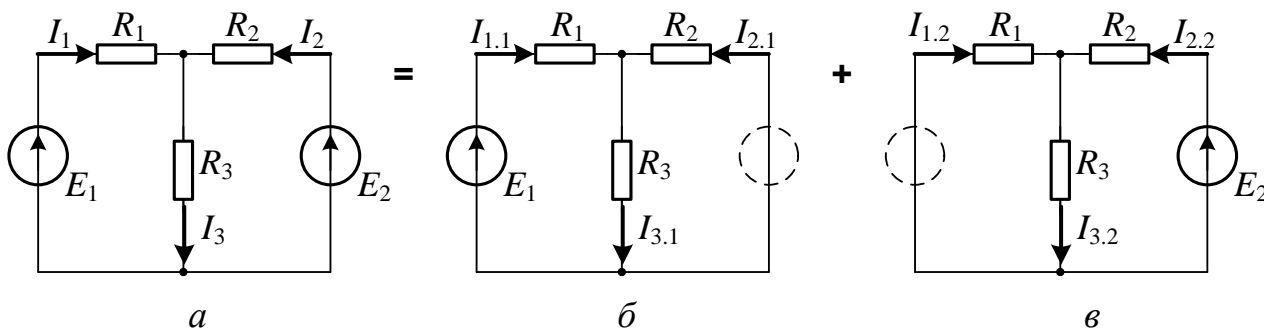 I1 R1 R2 I2 = I1.1 R1 R2 I2.1 + I1.2 R1 R2 I2.2
E1 R3 E2 E1 R3 R3 E2
I3 I3.1 I3.2
а б в